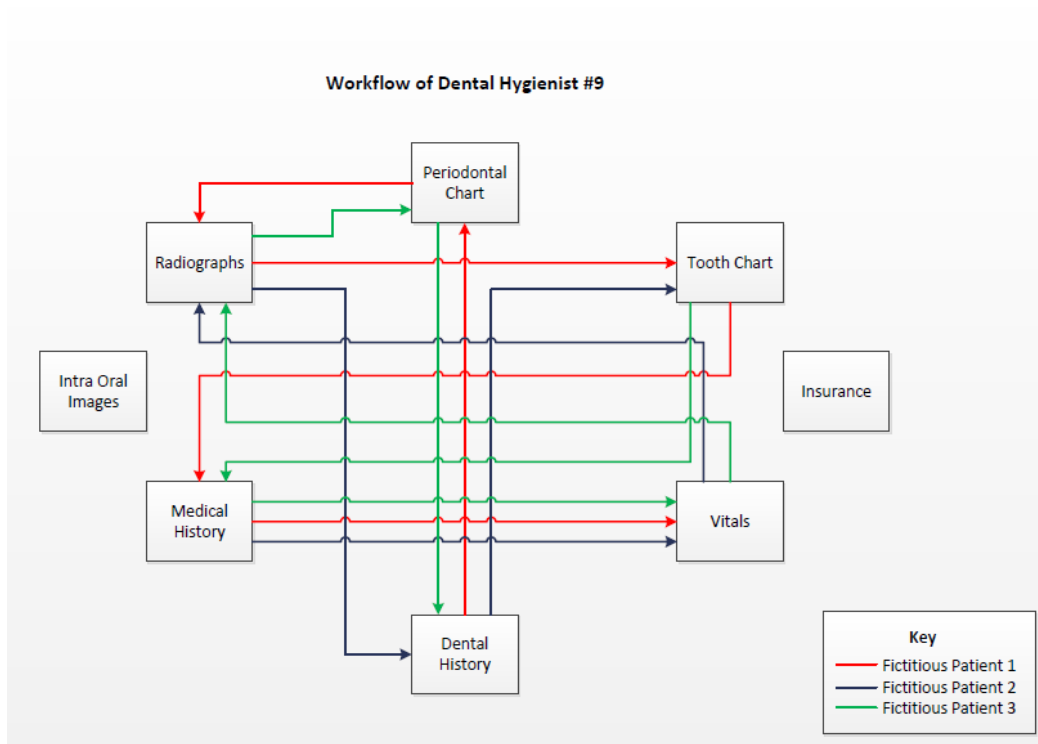 Workflow of Dental Hygienist #9
Periodontal
Chart
Radiographs
Tooth Chart
Intra Oral
Images
Insurance
Medical
History
Vitals
Dental
History
Key
Fictitious Patient 1
Fictitious Patient 2
Fictitious Patient 3